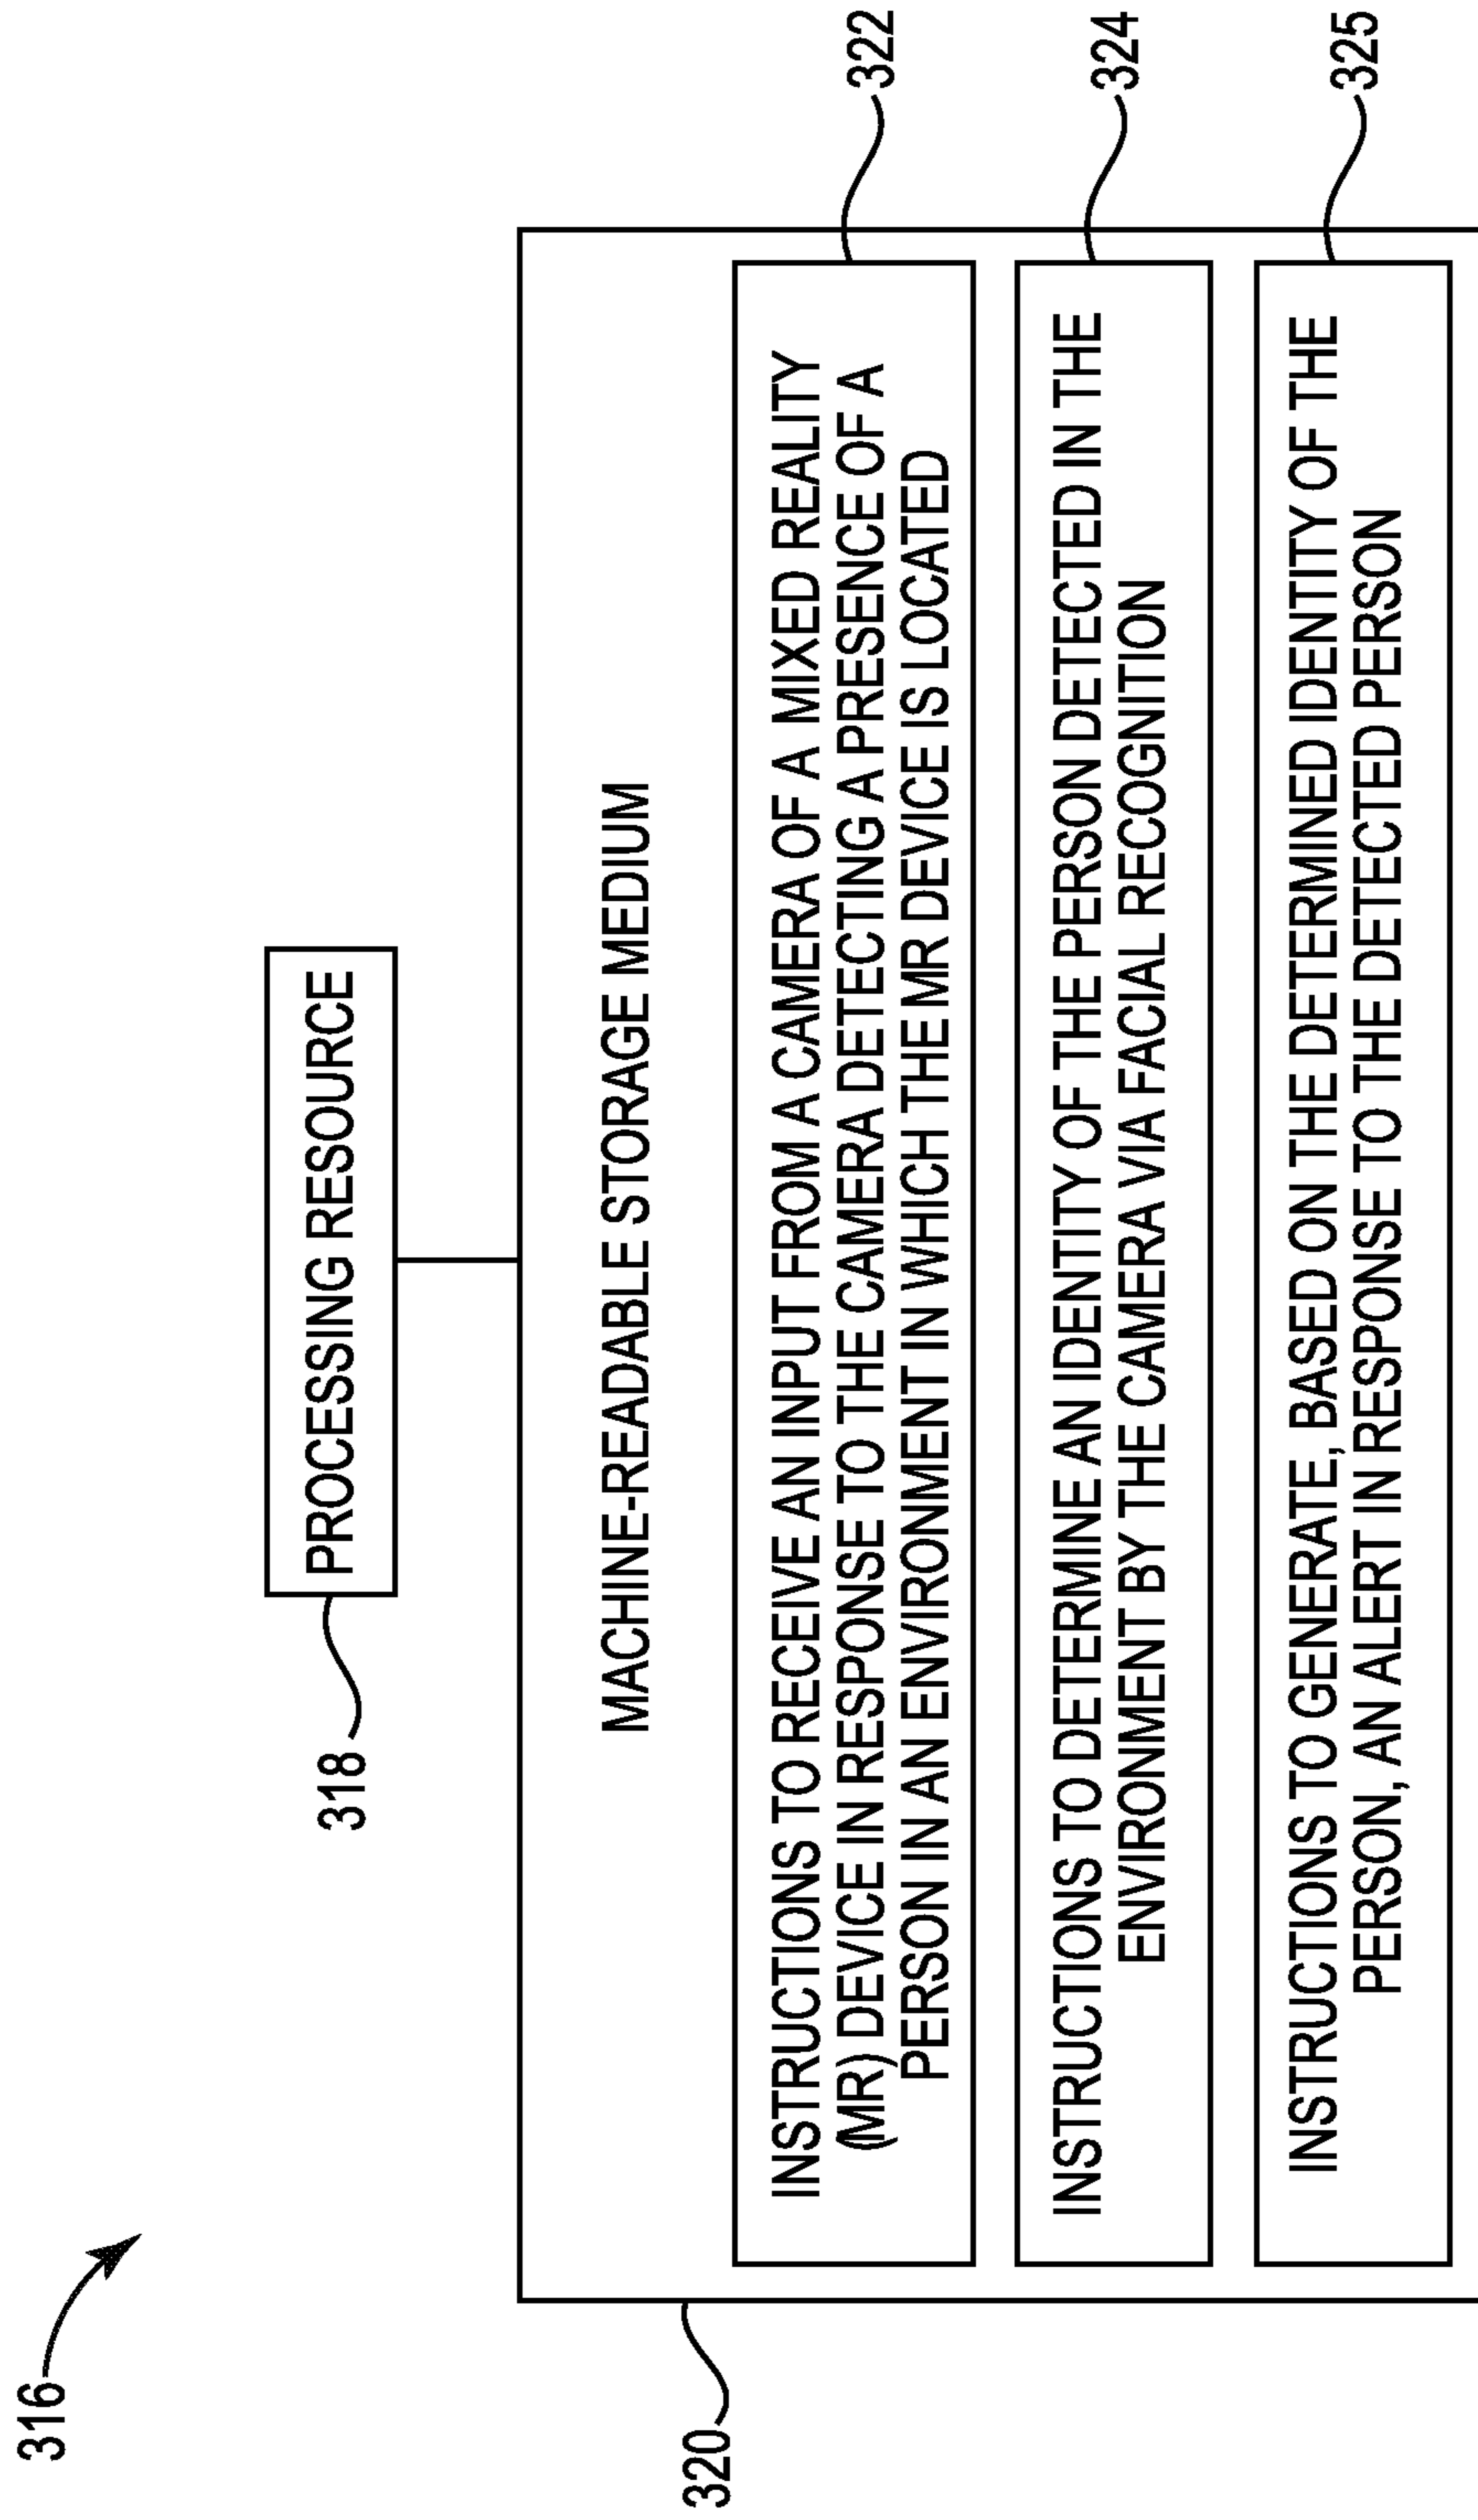 316
318
PROCESSING RESOURCE
320
MACHINE-READABLE STORAGE MEDIUM
INSTRUCTIONS TO RECEIVE AN INPUT FROM A CAMERA OF A MIXED REALITY
(MR) DEVICE IN RESPONSE TO THE CAMERA DETECTING A PRESENCE OF A
PERSON IN AN ENVIRONMENT IN WHICH THE MR DEVICE IS LOCATED
322
INSTRUCTIONS TO DETERMINE AN IDENTITY OF THE PERSON DETECTED IN THE
ENVIRONMENT BY THE CAMERA VIA FACIAL RECOGNITION
324
INSTRUCTIONS TO GENERATE, BASED ON THE DETERMINED IDENTITY OF THE
PERSON, AN ALERT IN RESPONSE TO THE DETECTED PERSON
325